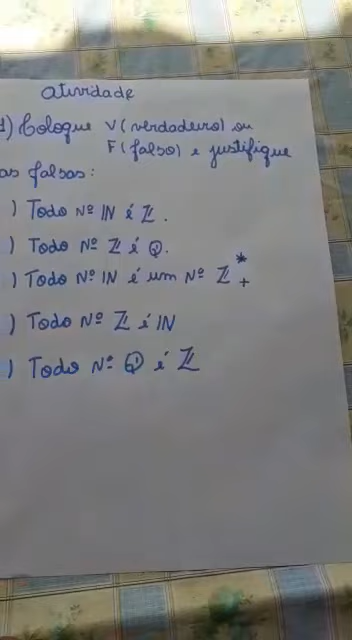 Atividade
1) Coloque V (verdadeiro) ou
F (falso) e justifique
as falsas:
) Todo Nº IN é Z.
) Todo Nº Z é Q.
) Todo Nº IN é um Nº Z*+
) Todo Nº Z é IN
) Todo Nº Q é Z